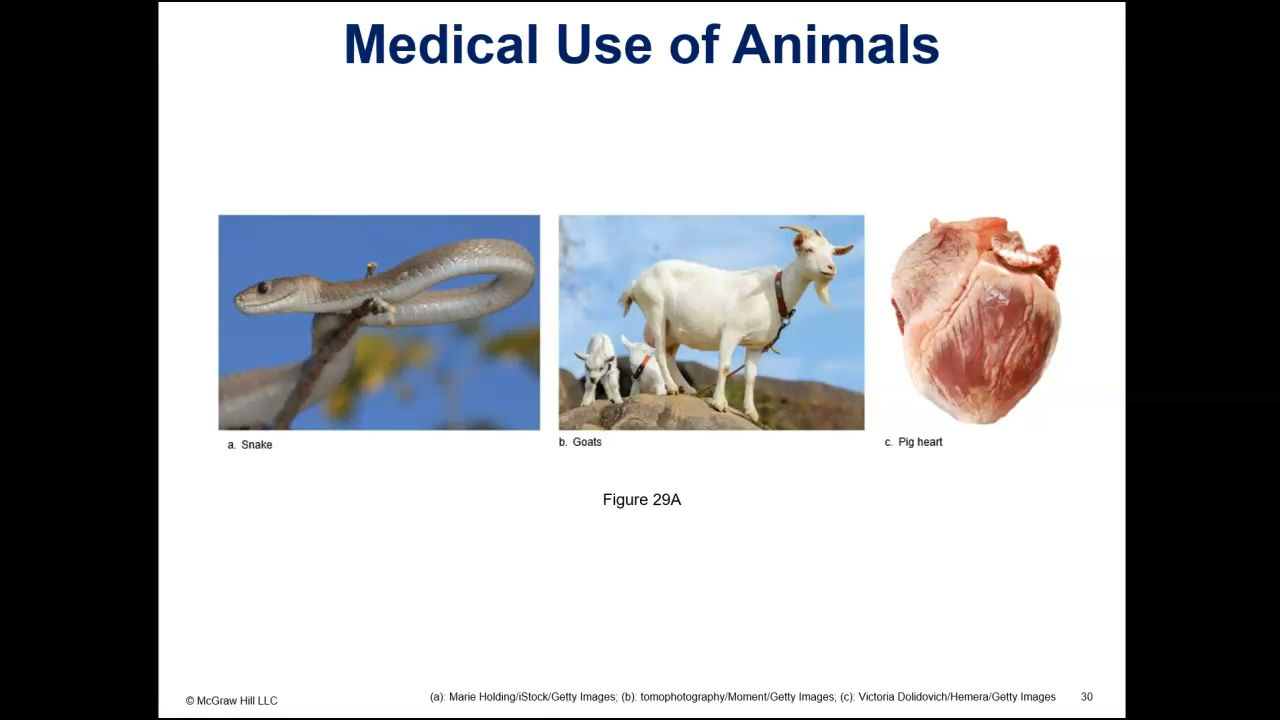 Medical Use of Animals
a. Snake
b. Goats
c. Pig heart
Figure 29A
© McGraw Hill LLC
(a): Marie Holding/iStock/Getty Images; (b): tomophotography/Moment/Getty Images; (c): Victoria Dolidovich/Hemera/Getty Images
30